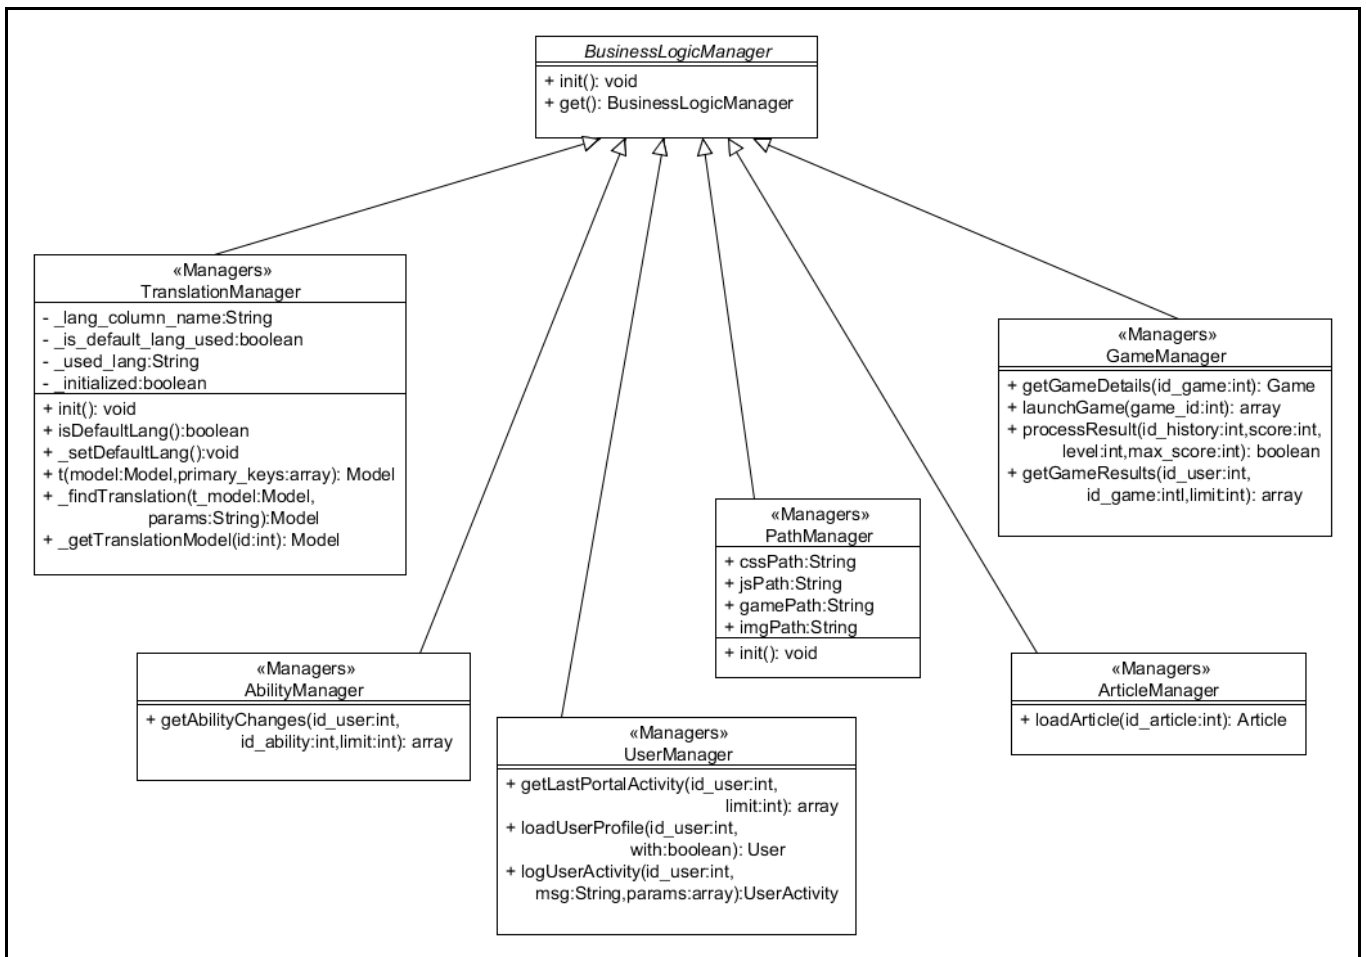 BusinessLogicManager
+ init(): void
+ get(): BusinessLogicManager
«Managers»
TranslationManager
- _lang_column_name:String
- _is_default_lang_used:boolean
- _used_lang:String
- _initialized:boolean
+ init(): void
+ isDefaultLang():boolean
+ _setDefaultLang():void
+ t(model:Model,primary_keys:array): Model
+ _findTranslation(t_model:Model,
params:String):Model
+ _getTranslationModel(id:int): Model
«Managers»
GameManager
+ getGameDetails(id_game:int): Game
+ launchGame(game_id:int): array
+ processResult(id_history:int,score:int,
level:int,max_score:int): boolean
+ getGameResults(id_user:int,
id_game:intl,limit:int): array
«Managers»
PathManager
+ cssPath:String
+ jsPath:String
+ gamePath:String
+ imgPath:String
+ init(): void
«Managers»
AbilityManager
+ getAbilityChanges(id_user:int,
id_ability:int,limit:int): array
«Managers»
UserManager
+ getLastPortalActivity(id_user:int,
limit:int): array
+ loadUserProfile(id_user:int,
with:boolean): User
+ logUserActivity(id_user:int,
msg:String,params:array):UserActivity
«Managers»
ArticleManager
+ loadArticle(id_article:int): Article